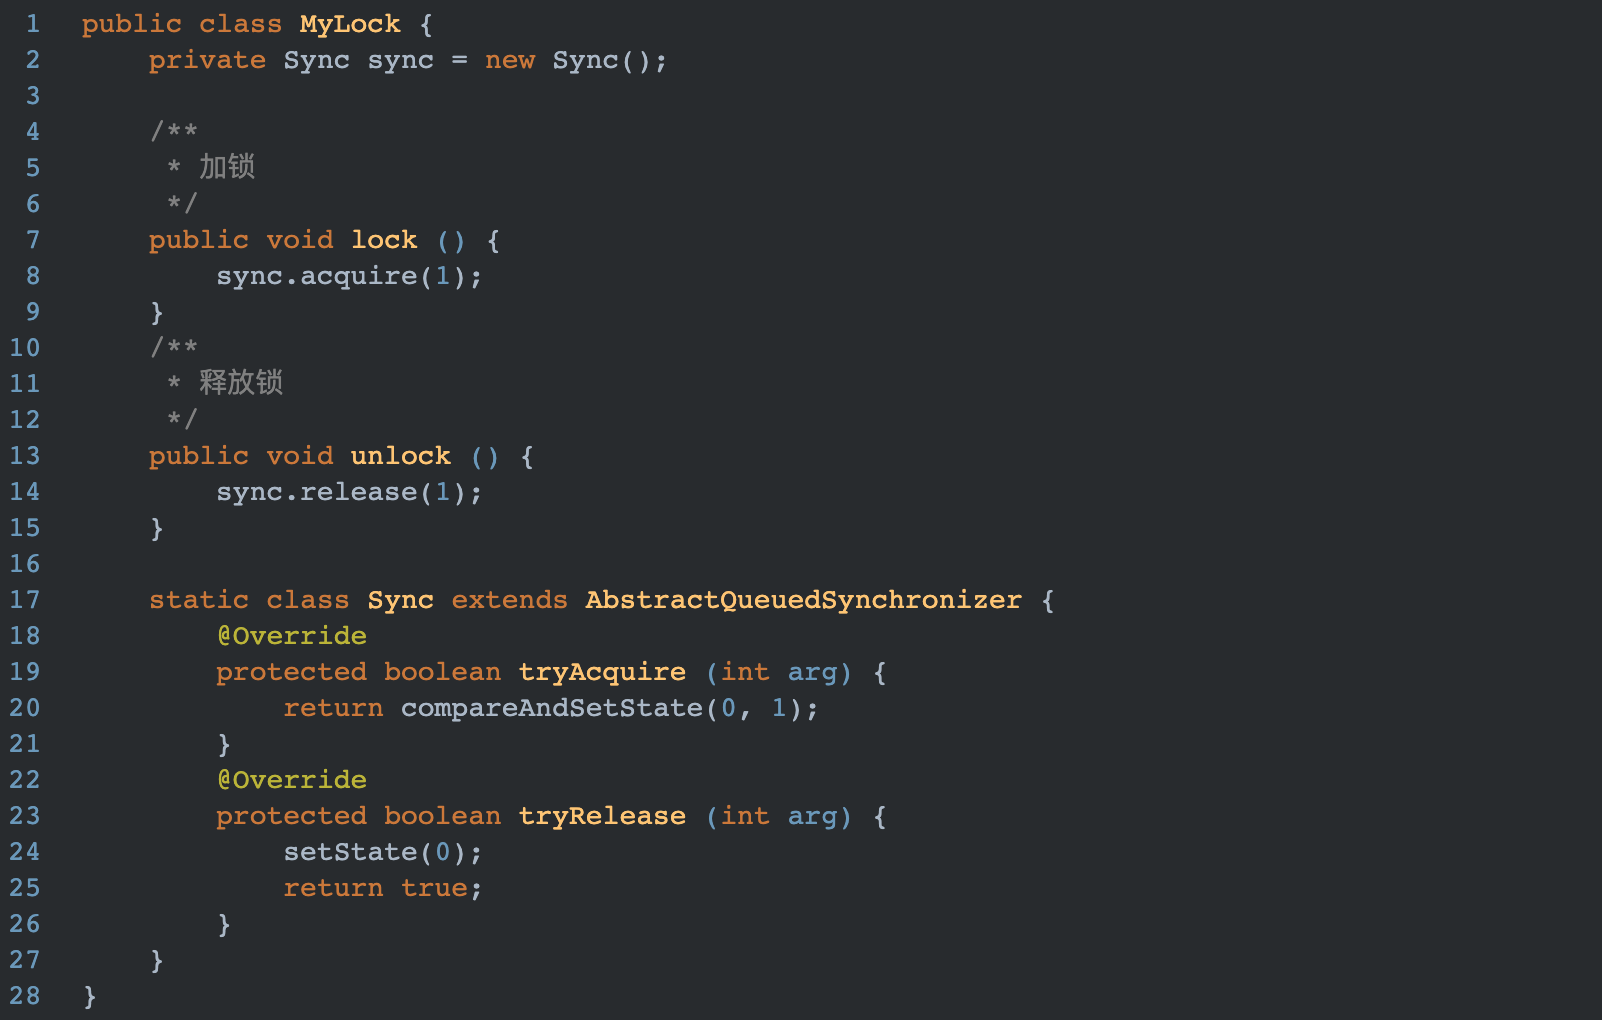 1 public class MyLock {
2     private Sync sync = new Sync();
3
4     /**
5      * 加锁
6      */
7     public void lock () {
8         sync.acquire(1);
9     }
10     /**
11      * 释放锁
12      */
13     public void unlock () {
14         sync.release(1);
15     }
16
17     static class Sync extends AbstractQueuedSynchronizer {
18         @Override
19         protected boolean tryAcquire (int arg) {
20             return compareAndSetState(0, 1);
21         }
22         @Override
23         protected boolean tryRelease (int arg) {
24             setState(0);
25             return true;
26         }
27     }
28 }